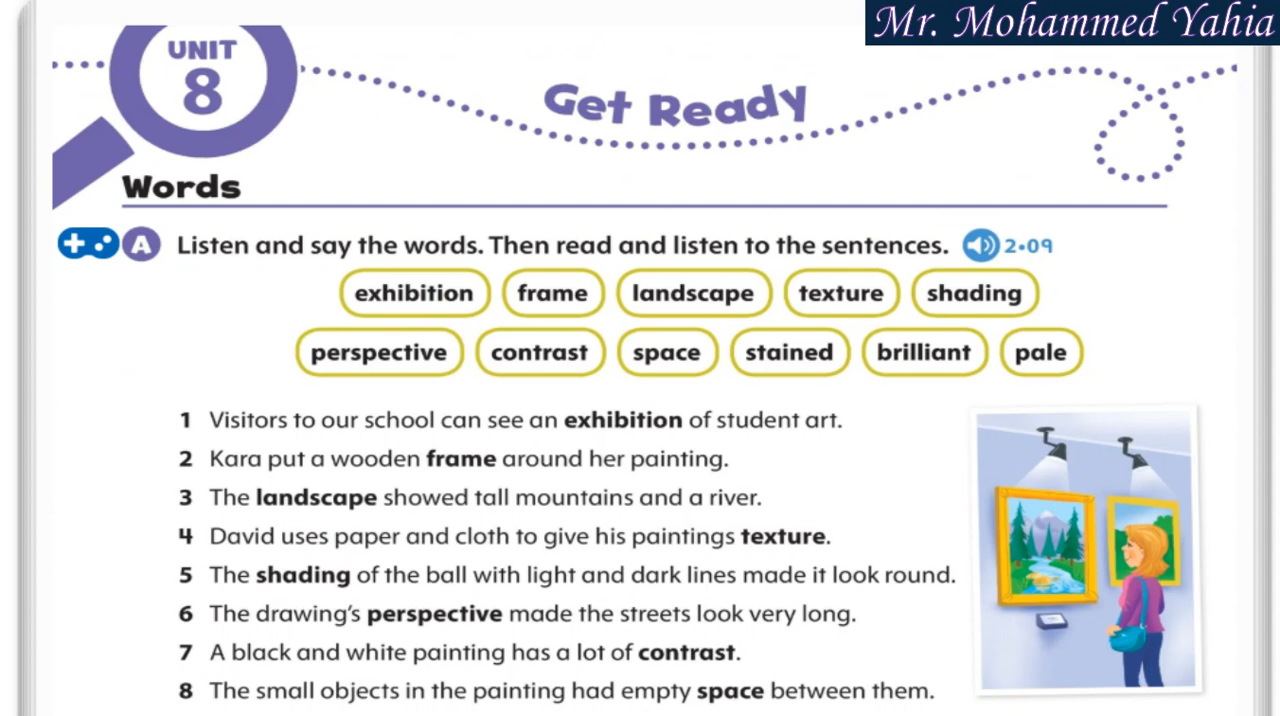 Mr. Mohammed Yahia
UNIT
8
Get Ready
Words
A Listen and say the words. Then read and listen to the sentences. 2•09
exhibition frame landscape texture shading
perspective contrast space stained brilliant pale
1 Visitors to our school can see an exhibition of student art.
2 Kara put a wooden frame around her painting.
3 The landscape showed tall mountains and a river.
4 David uses paper and cloth to give his paintings texture.
5 The shading of the ball with light and dark lines made it look round.
6 The drawing's perspective made the streets look very long.
7 A black and white painting has a lot of contrast.
8 The small objects in the painting had empty space between them.